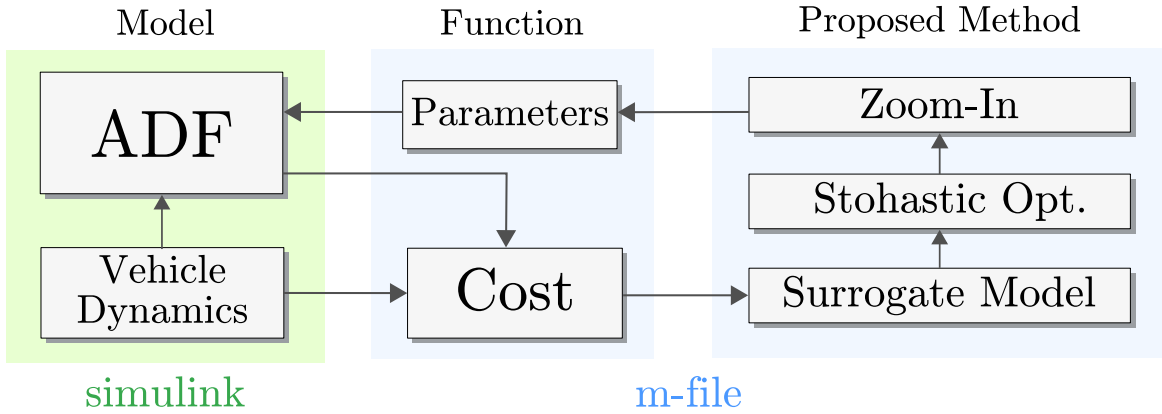 Model
Function
Proposed Method
ADF
Parameters
Zoom-In
Stohastic Opt.
Vehicle
Dynamics
Cost
Surrogate Model
simulink
m-file